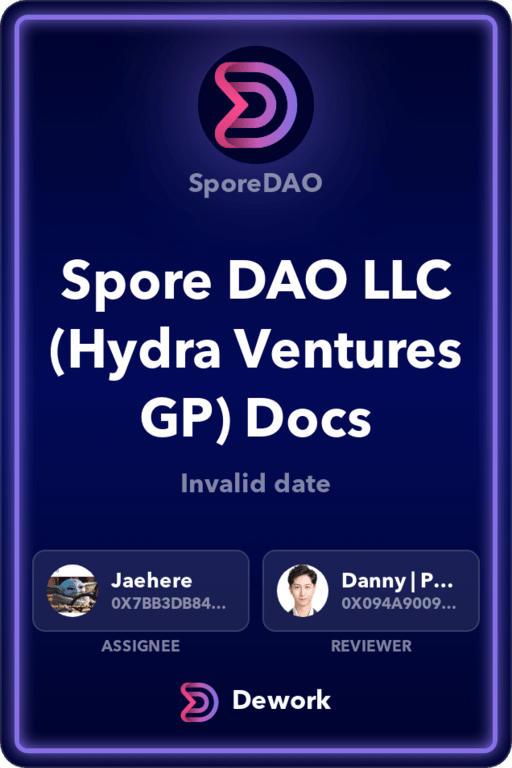 SporeDAO
Spore DAO LLC
(Hydra Ventures
GP) Docs
Invalid date
Jaehere
0X7BB3DB84...
Danny | P...
0X094A9009...
ASSIGNEE
REVIEWER
Dework